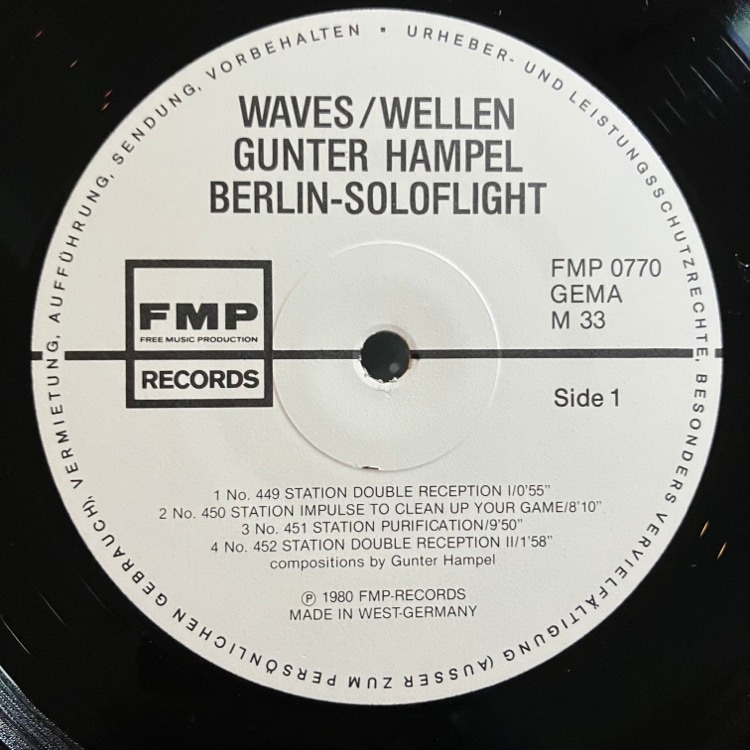 WAVES/WELLEN
GUNTER HAMPEL
BERLIN-SOLOFLIGHT
FMP
FREE MUSIC PRODUCTION
RECORDS
FMP 0770
GEMA
M 33
Side 1
1 No. 449 STATION DOUBLE RECEPTION I/0'55"
2 No. 450 STATION IMPULSE TO CLEAN UP YOUR GAME/8'10"
3 No. 451 STATION PURIFICATION/9'50"
4 No. 452 STATION DOUBLE RECEPTION II/1'58"
compositions by Gunter Hampel
Ⓟ 1980 FMP-RECORDS
MADE IN WEST-GERMANY
URHEBER- UND LEISTUNGSSCHUTZRECHTE, BESONDERS VERVIELFÄLTIGUNG (AUSSER ZUM PERSÖNLICHEN GEBRAUCH), VERMIETUNG, AUFFÜHRUNG, SENDUNG, VORBEHALTEN ▪